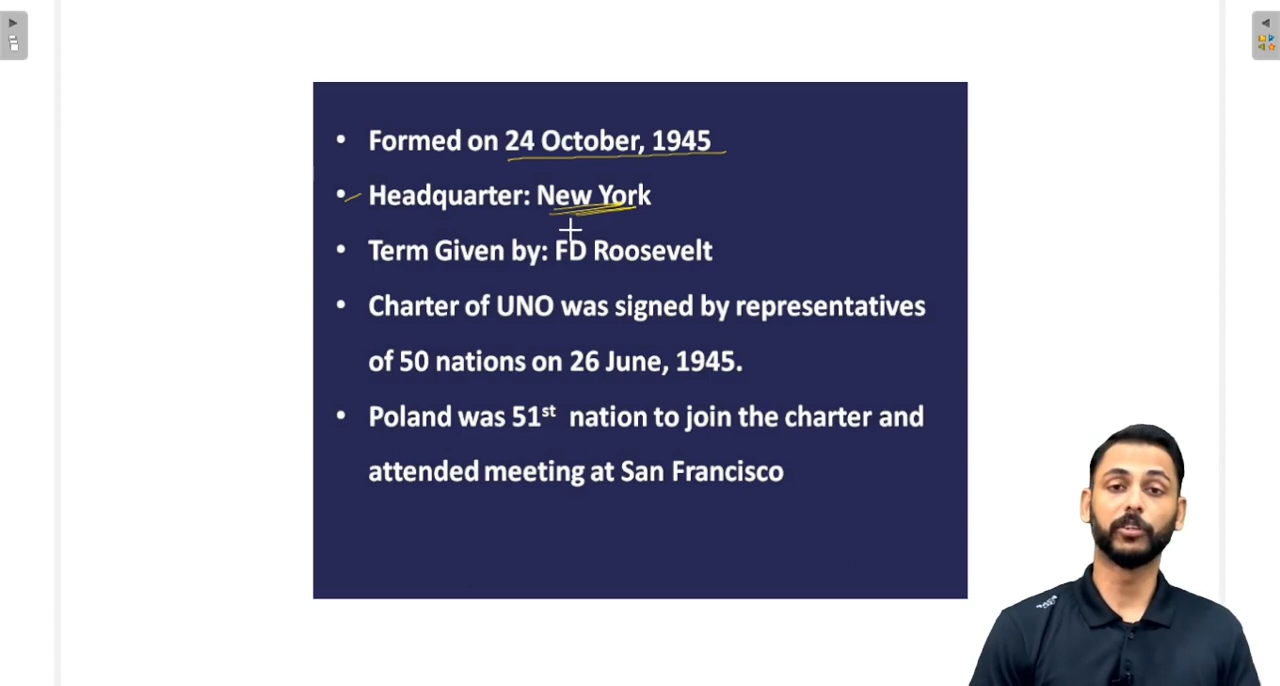 • Formed on 24 October, 1945
• Headquarter: New York
• Term Given by: FD Roosevelt
• Charter of UNO was signed by representatives
of 50 nations on 26 June, 1945.
• Poland was 51st nation to join the charter and
attended meeting at San Francisco